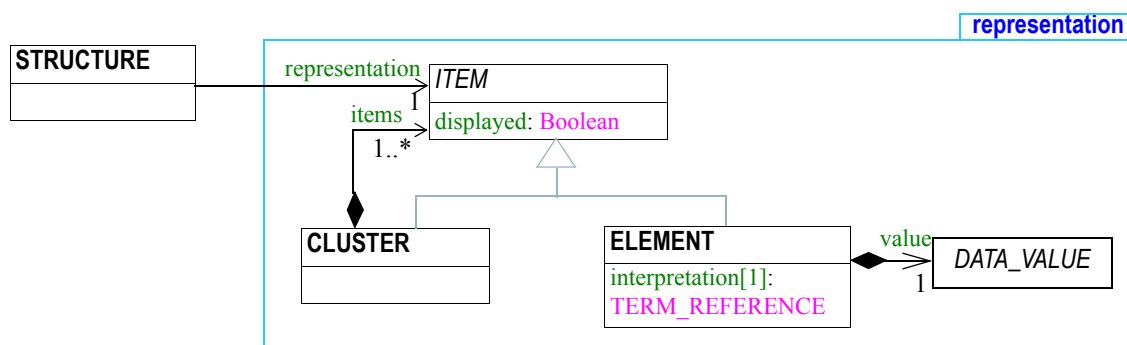 representation
STRUCTURE
representation
1
ITEM
displayed: Boolean
items
1..*
CLUSTER
ELEMENT
interpretation[1]:
TERM_REFERENCE
value
1
DATA_VALUE